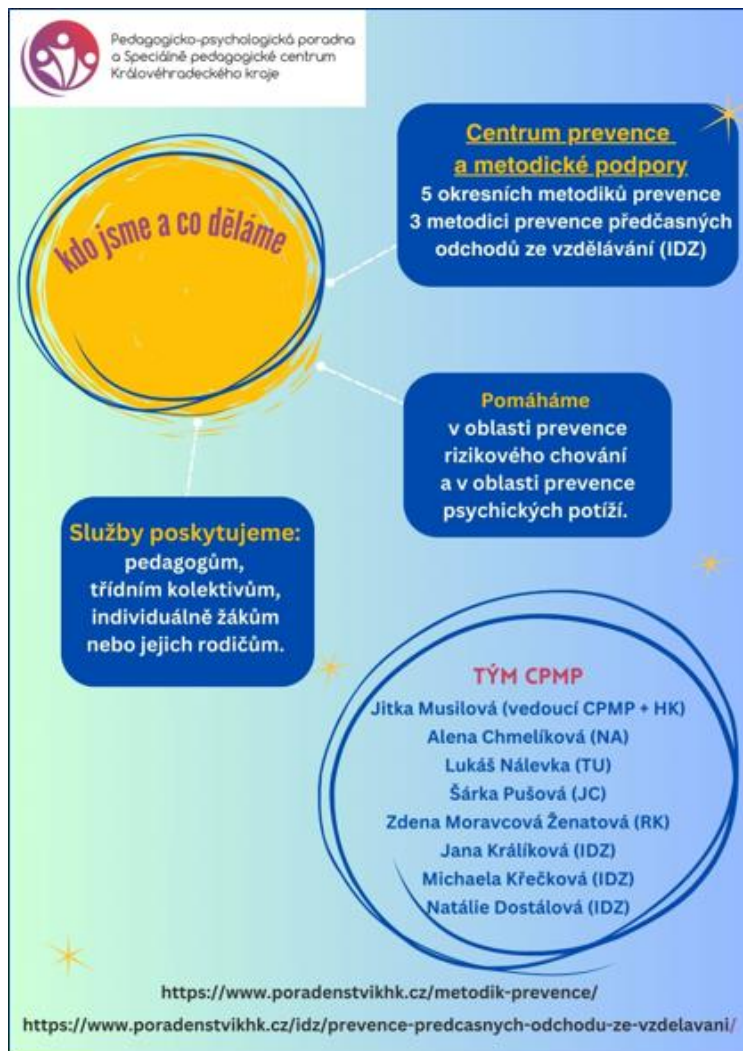 Pedagogicko-psychologická poradna
a Speciálně pedagogické centrum
Královéhradeckého kraje
kdo jsme a co děláme
Centrum prevence
a metodické podpory
5 okresních metodiků prevence
3 metodici prevence předčasných
odchodů ze vzdělávání (IDZ)
Pomáháme
v oblasti prevence
rizikového chování
a v oblasti prevence
psychických potíží.
Služby poskytujeme:
pedagogům,
třídním kolektivům,
individuálně žákům
nebo jejich rodičům.
TÝM CPMP
Jitka Musilová (vedoucí CPMP + HK)
Alena Chmelíková (NA)
Lukáš Nálevka (TU)
Šárka Pušová (JC)
Zdena Moravcová Ženatová (RK)
Jana Králíková (IDZ)
Michaela Křečková (IDZ)
Natálie Dostálová (IDZ)
https://www.poradenstvikhk.cz/metodik-prevence/
https://www.poradenstvikhk.cz/idz/prevence-predcasnych-odchodu-ze-vzdelavani/